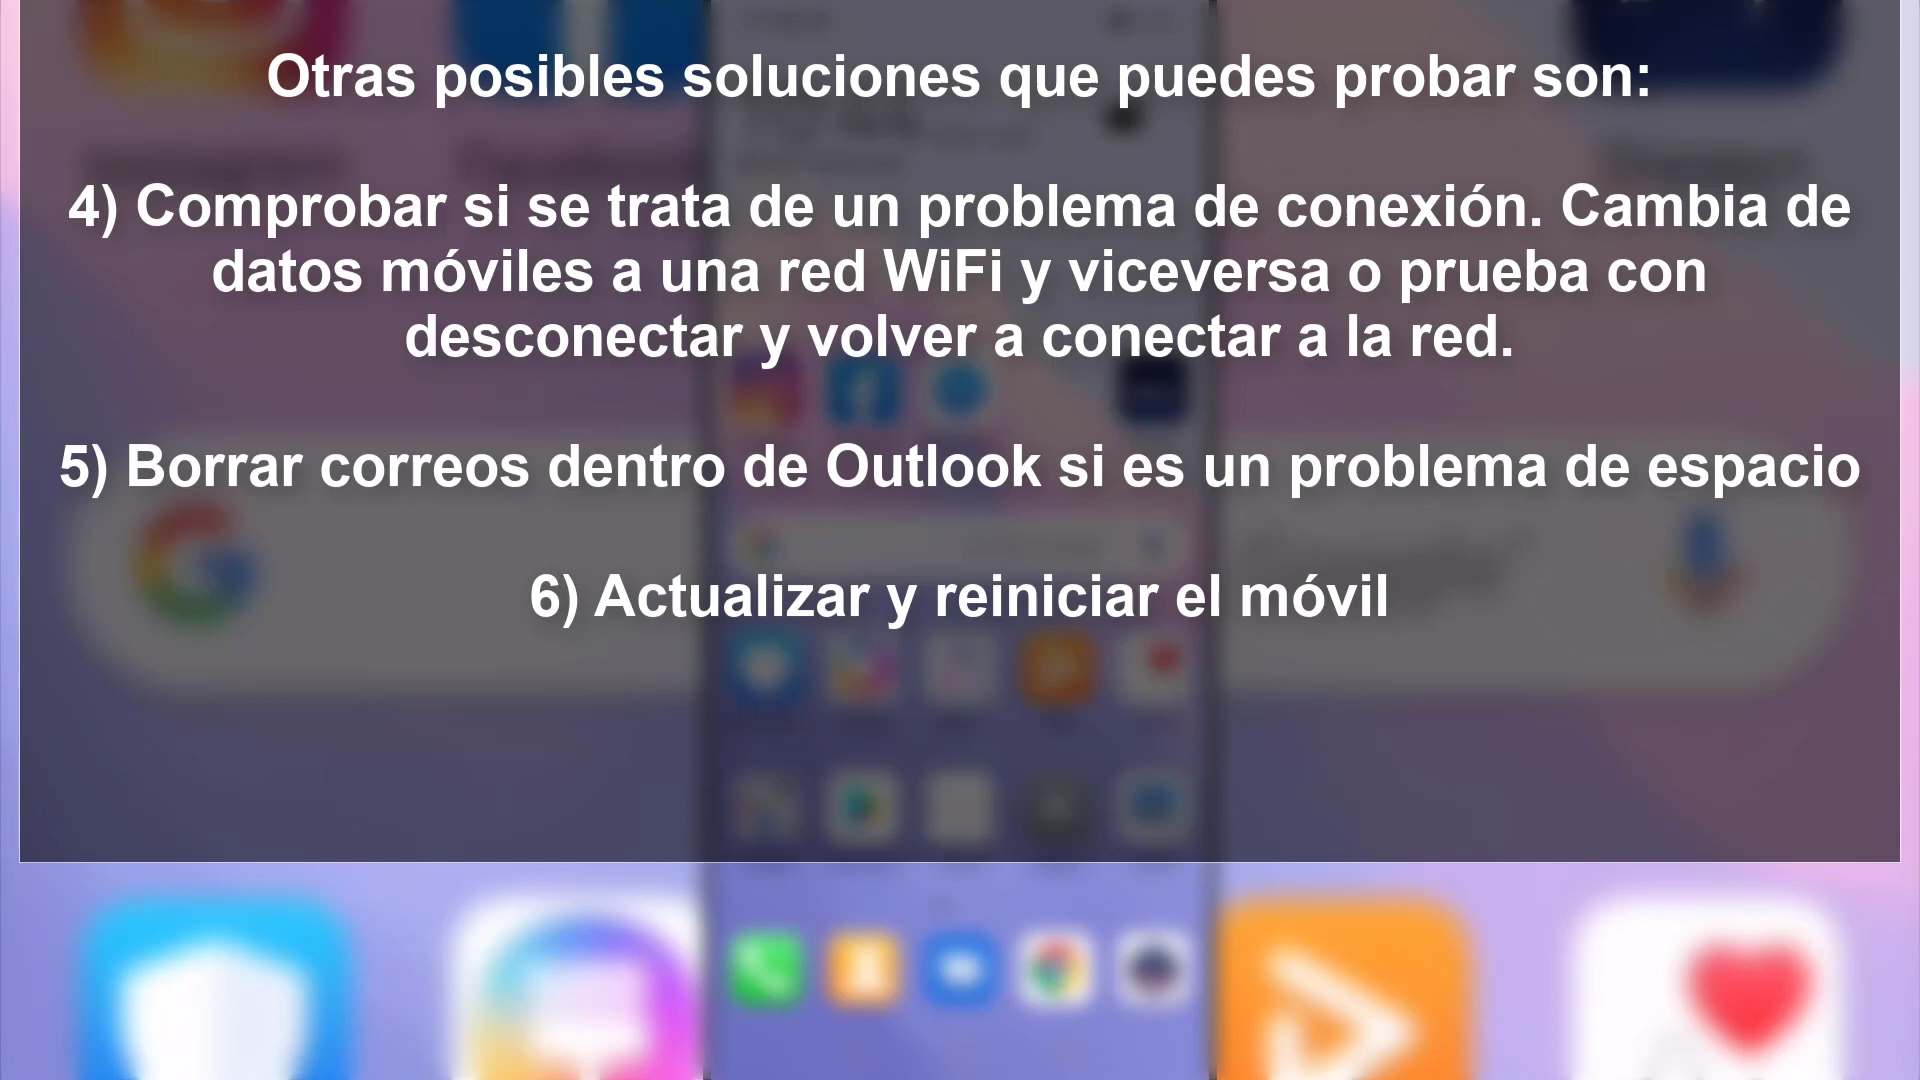 Otras posibles soluciones que puedes probar son:
4) Comprobar si se trata de un problema de conexión. Cambia de
datos móviles a una red WiFi y viceversa o prueba con
desconectar y volver a conectar a la red.
5) Borrar correos dentro de Outlook si es un problema de espacio
6) Actualizar y reiniciar el móvil